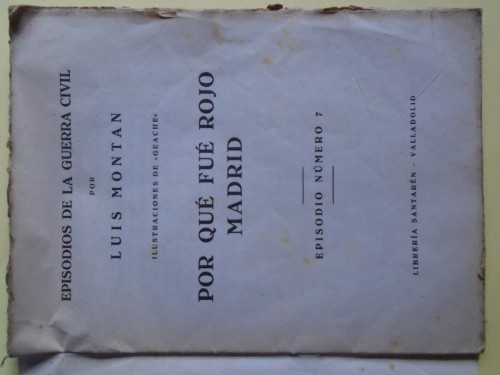 EPISODIOS DE LA GUERRA CIVIL
POR
LUIS MONTAN
ILUSTRACIONES DE «GEACHE»
POR QUÉ FUÉ ROJO
MADRID
EPISODIO NÚMERO 7
LIBRERÍA SANTARÉN - VALLADOLID